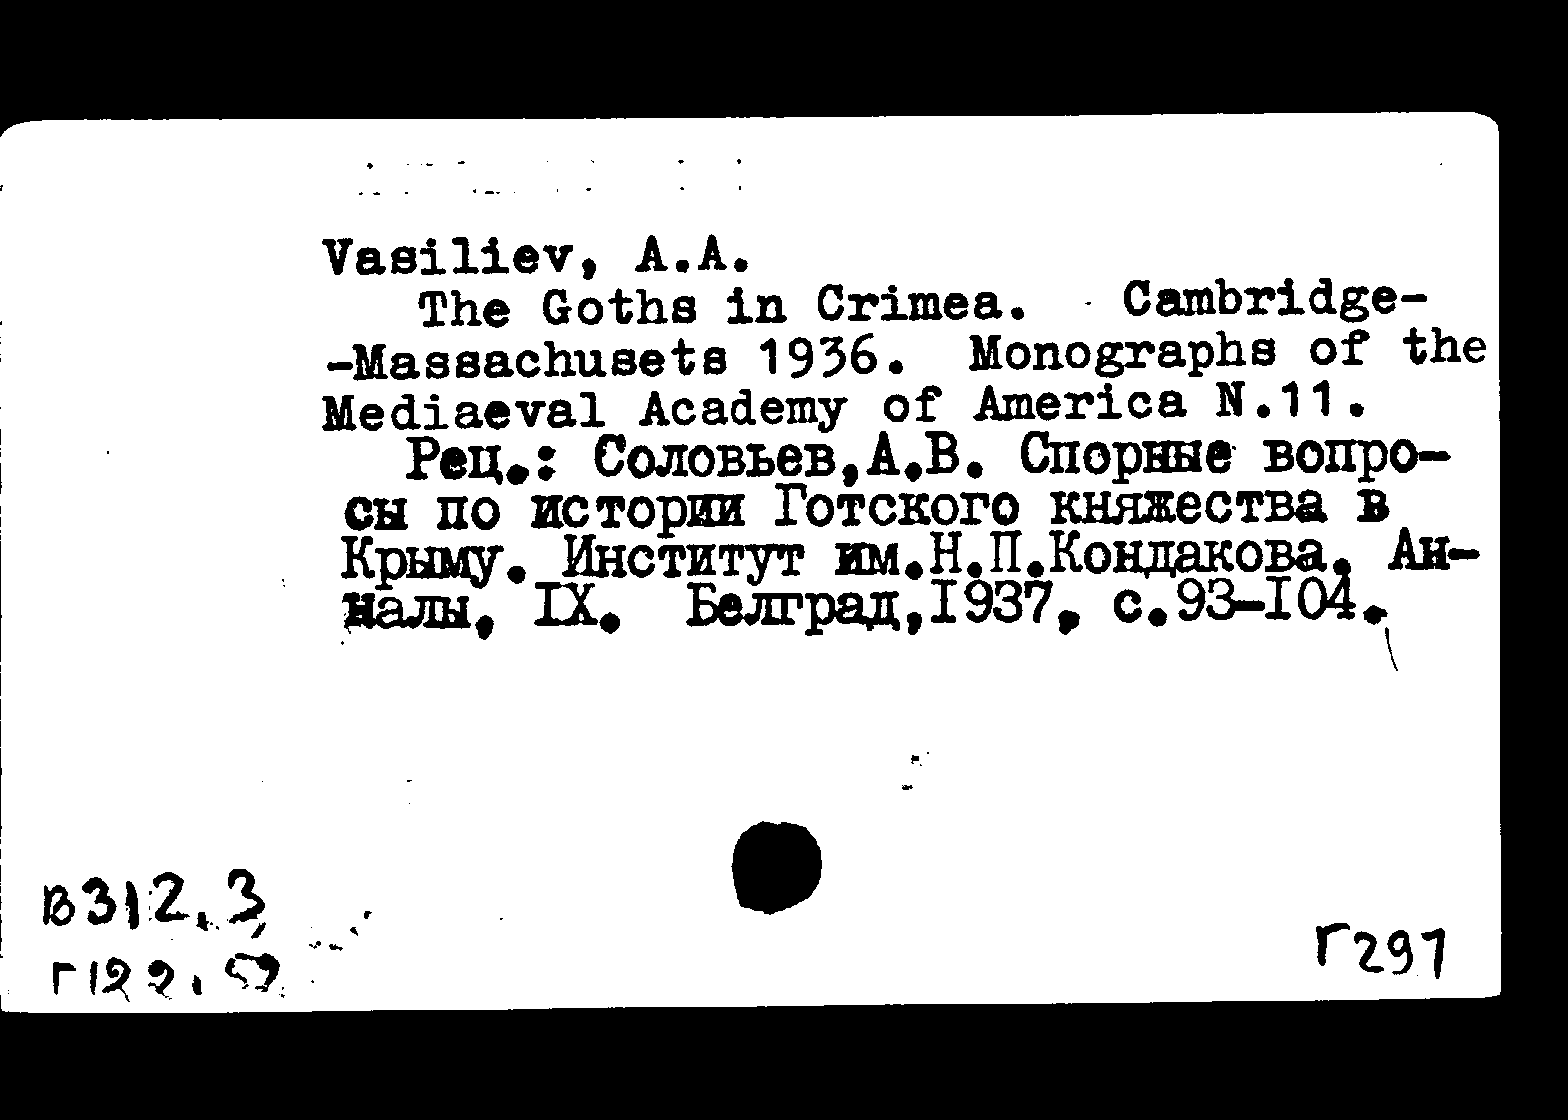 Vasiliev, A.A.
The Goths in Crimea. Cambridge-
-Massachusets 1936. Monographs of the
Mediaeval Academy of America N.11.
Рец.: Соловьев,А.В. Спорные вопро-
сы по истории Готского княжества в
Крыму. Институт им.Н.П.Кондакова. Ан-
налы, IX. Белград,1937, с.93-104.
В312.3,
Г122.
Г297